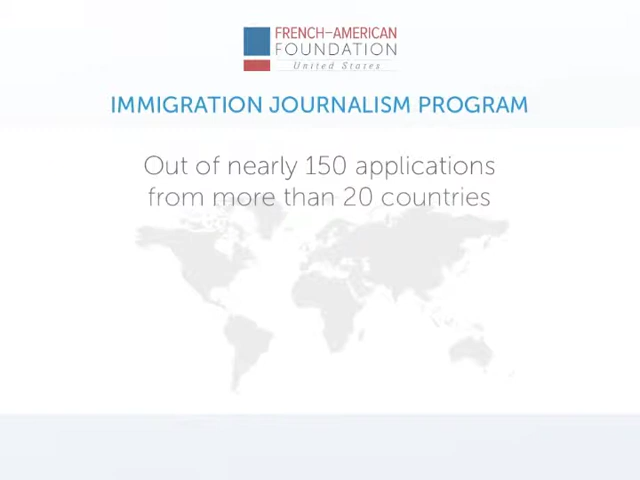 FRENCH-AMERICAN
FOUNDATION
United States
IMMIGRATION JOURNALISM PROGRAM
Out of nearly 150 applications
from more than 20 countries